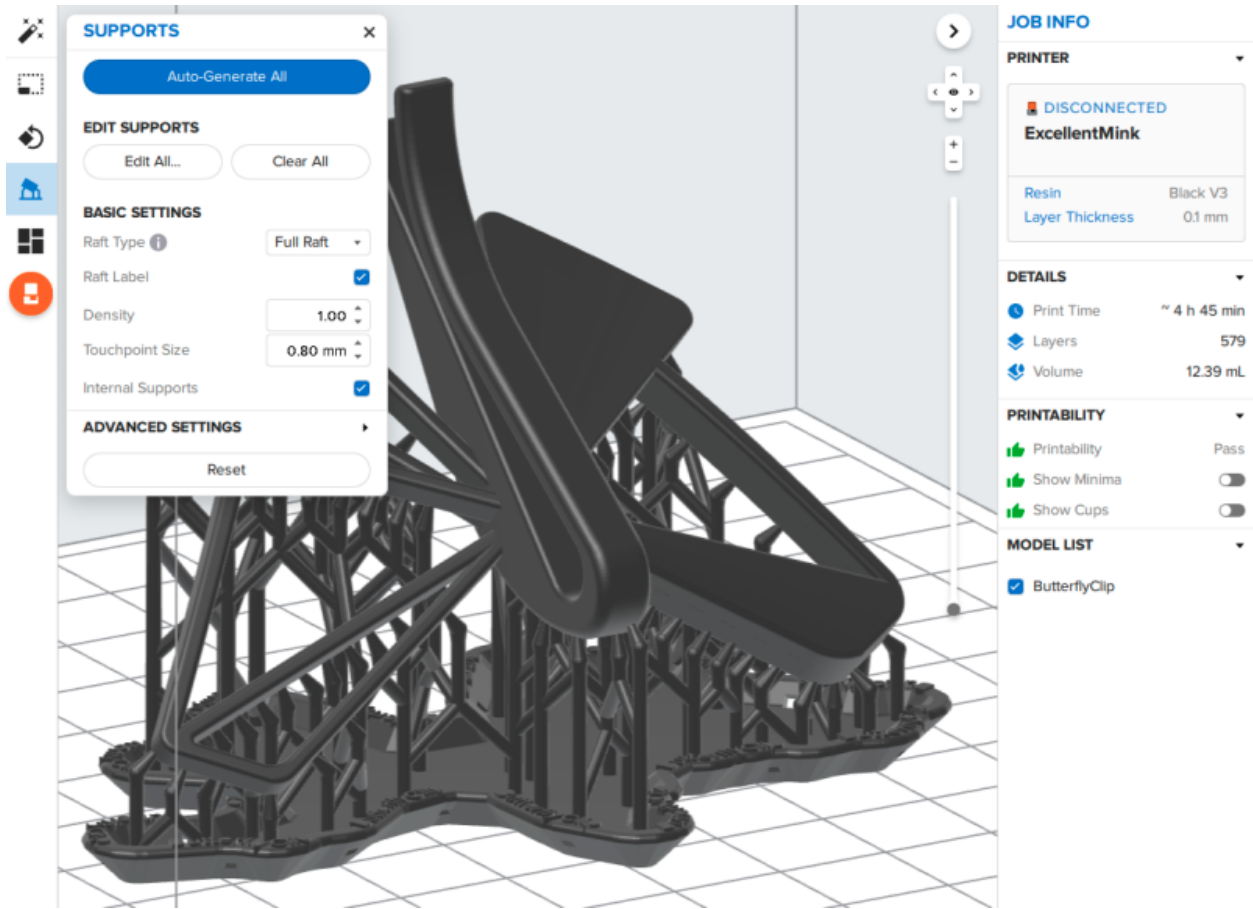 SUPPORTS
Auto-Generate All
EDIT SUPPORTS
Edit All...
Clear All
BASIC SETTINGS
Raft Type
Full Raft
Raft Label
Density
1.00
Touchpoint Size
0.80 mm
Internal Supports
ADVANCED SETTINGS
Reset
JOB INFO
PRINTER
DISCONNECTED
ExcellentMink
Resin Black V3
Layer Thickness 0.1 mm
DETAILS
Print Time ~ 4 h 45 min
Layers 579
Volume 12.39 mL
PRINTABILITY
Printability Pass
Show Minima
Show Cups
MODEL LIST
ButterflyClip